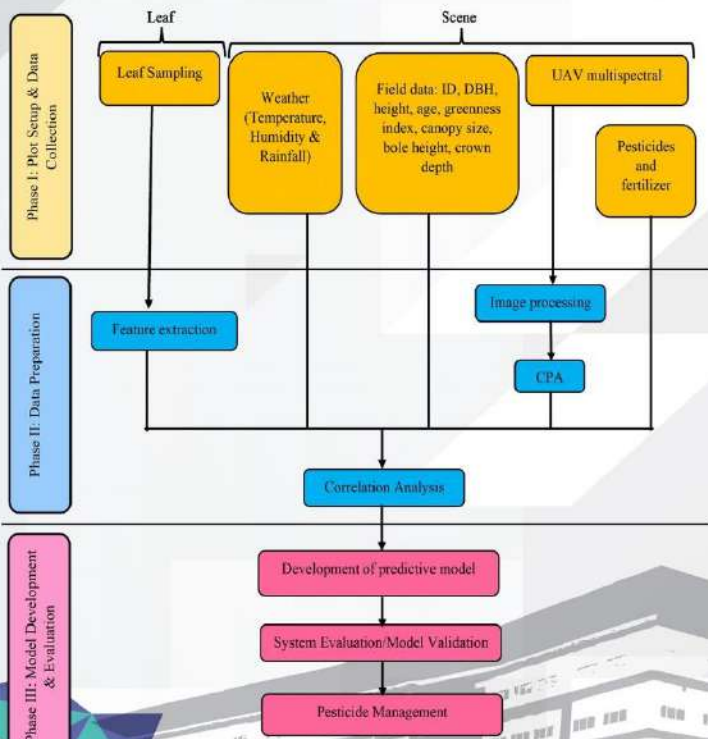 Leaf
Scene
Phase I: Plot Setup & Data
Collection
Leaf Sampling
Weather
(Temperature,
Humidity &
Rainfall)
Field data: ID, DBH,
height, age, greenness
index, canopy size,
bole height, crown
depth
UAV multispectral
Pesticides
and
fertilizer
Phase II: Data Preparation
Feature extraction
Image processing
CPA
Correlation Analysis
Phase III: Model Development
& Evaluation
Development of predictive model
System Evaluation/Model Validation
Pesticide Management